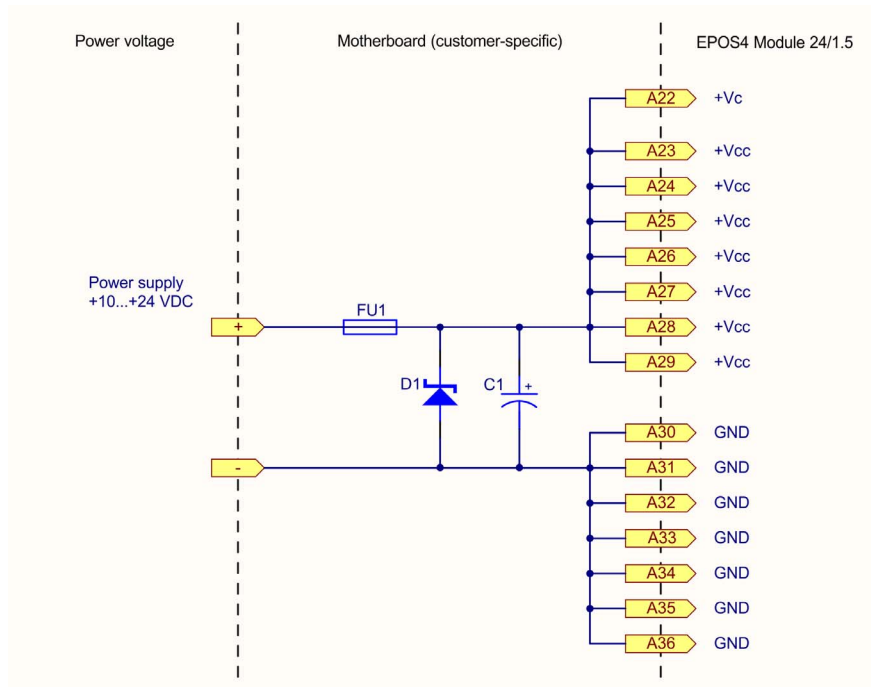 Power voltage
Motherboard (customer-specific)
EPOS4 Module 24/1.5
A22 +Vc
A23 +Vcc
A24 +Vcc
A25 +Vcc
A26 +Vcc
Power supply
+10...+24 VDC
A27 +Vcc
FU1
+
A28 +Vcc
A29 +Vcc
D1
C1 +
A30 GND
-
A31 GND
A32 GND
A33 GND
A34 GND
A35 GND
A36 GND